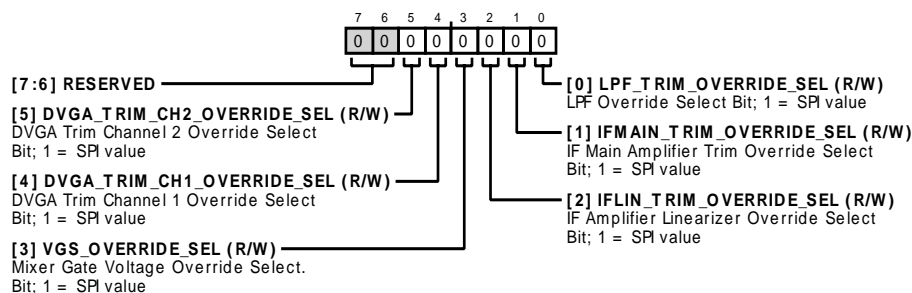 7 6 5 4 3 2 1 0
0 0 0 0 0 0 0 0
[7:6] RESERVED
[5] DVGA_TRIM_CH2_OVERRIDE_SEL (R/W)
DVGA Trim Channel 2 Override Select
Bit; 1 = SPI value
[4] DVGA_TRIM_CH1_OVERRIDE_SEL (R/W)
DVGA Trim Channel 1 Override Select
Bit; 1 = SPI value
[3] VGS_OVERRIDE_SEL (R/W)
Mixer Gate Voltage Override Select.
Bit; 1 = SPI value
[0] LPF_TRIM_OVERRIDE_SEL (R/W)
LPF Override Select Bit; 1 = SPI value
[1] IFMAIN_TRIM_OVERRIDE_SEL (R/W)
IF Main Amplifier Trim Override Select
Bit; 1 = SPI value
[2] IFLIN_TRIM_OVERRIDE_SEL (R/W)
IF Amplifier Linearizer Override Select
Bit; 1 = SPI value